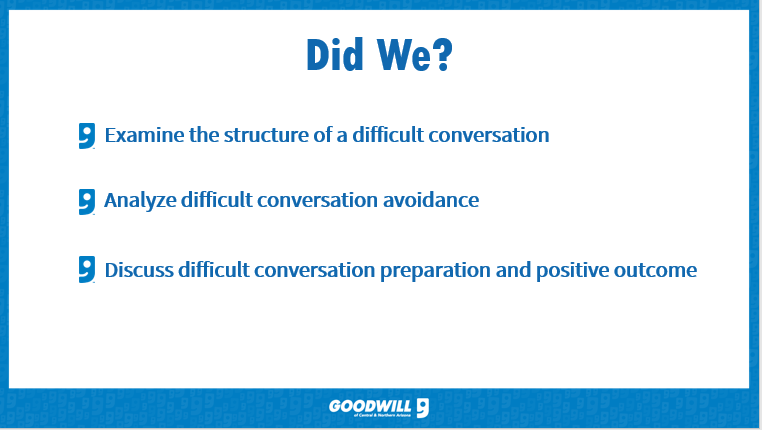 Did We?
Examine the structure of a difficult conversation
Analyze difficult conversation avoidance
Discuss difficult conversation preparation and positive outcome
GOODWILL
of Central & Northern Arizona